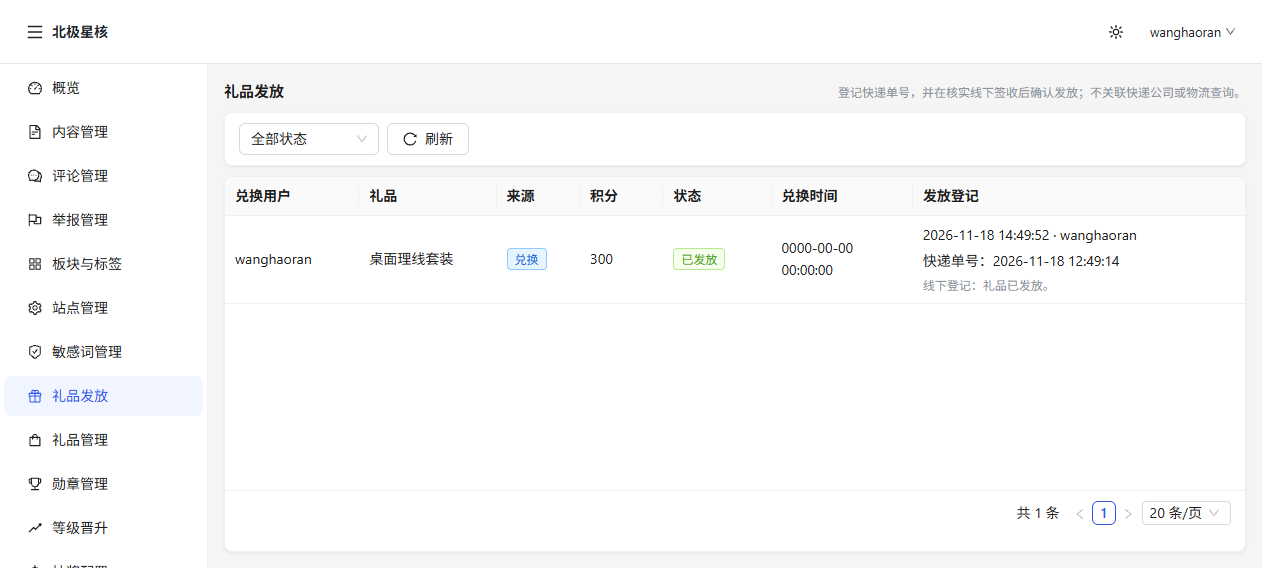 北极星核
wanghaoran
概览
内容管理
评论管理
举报管理
板块与标签
站点管理
敏感词管理
礼品发放
礼品管理
勋章管理
等级晋升
礼品发放
登记快递单号，并在核实线下签收后确认发放；不关联快递公司或物流查询。
全部状态
刷新
兑换用户 礼品 来源 积分 状态 兑换时间 发放登记
wanghaoran 桌面理线套装 兑换 300 已发放
0000-00-00
00:00:00
2026-11-18 14:49:52 · wanghaoran
快递单号：2026-11-18 12:49:14
线下登记：礼品已发放。
共 1 条 < 1 > 20 条/页